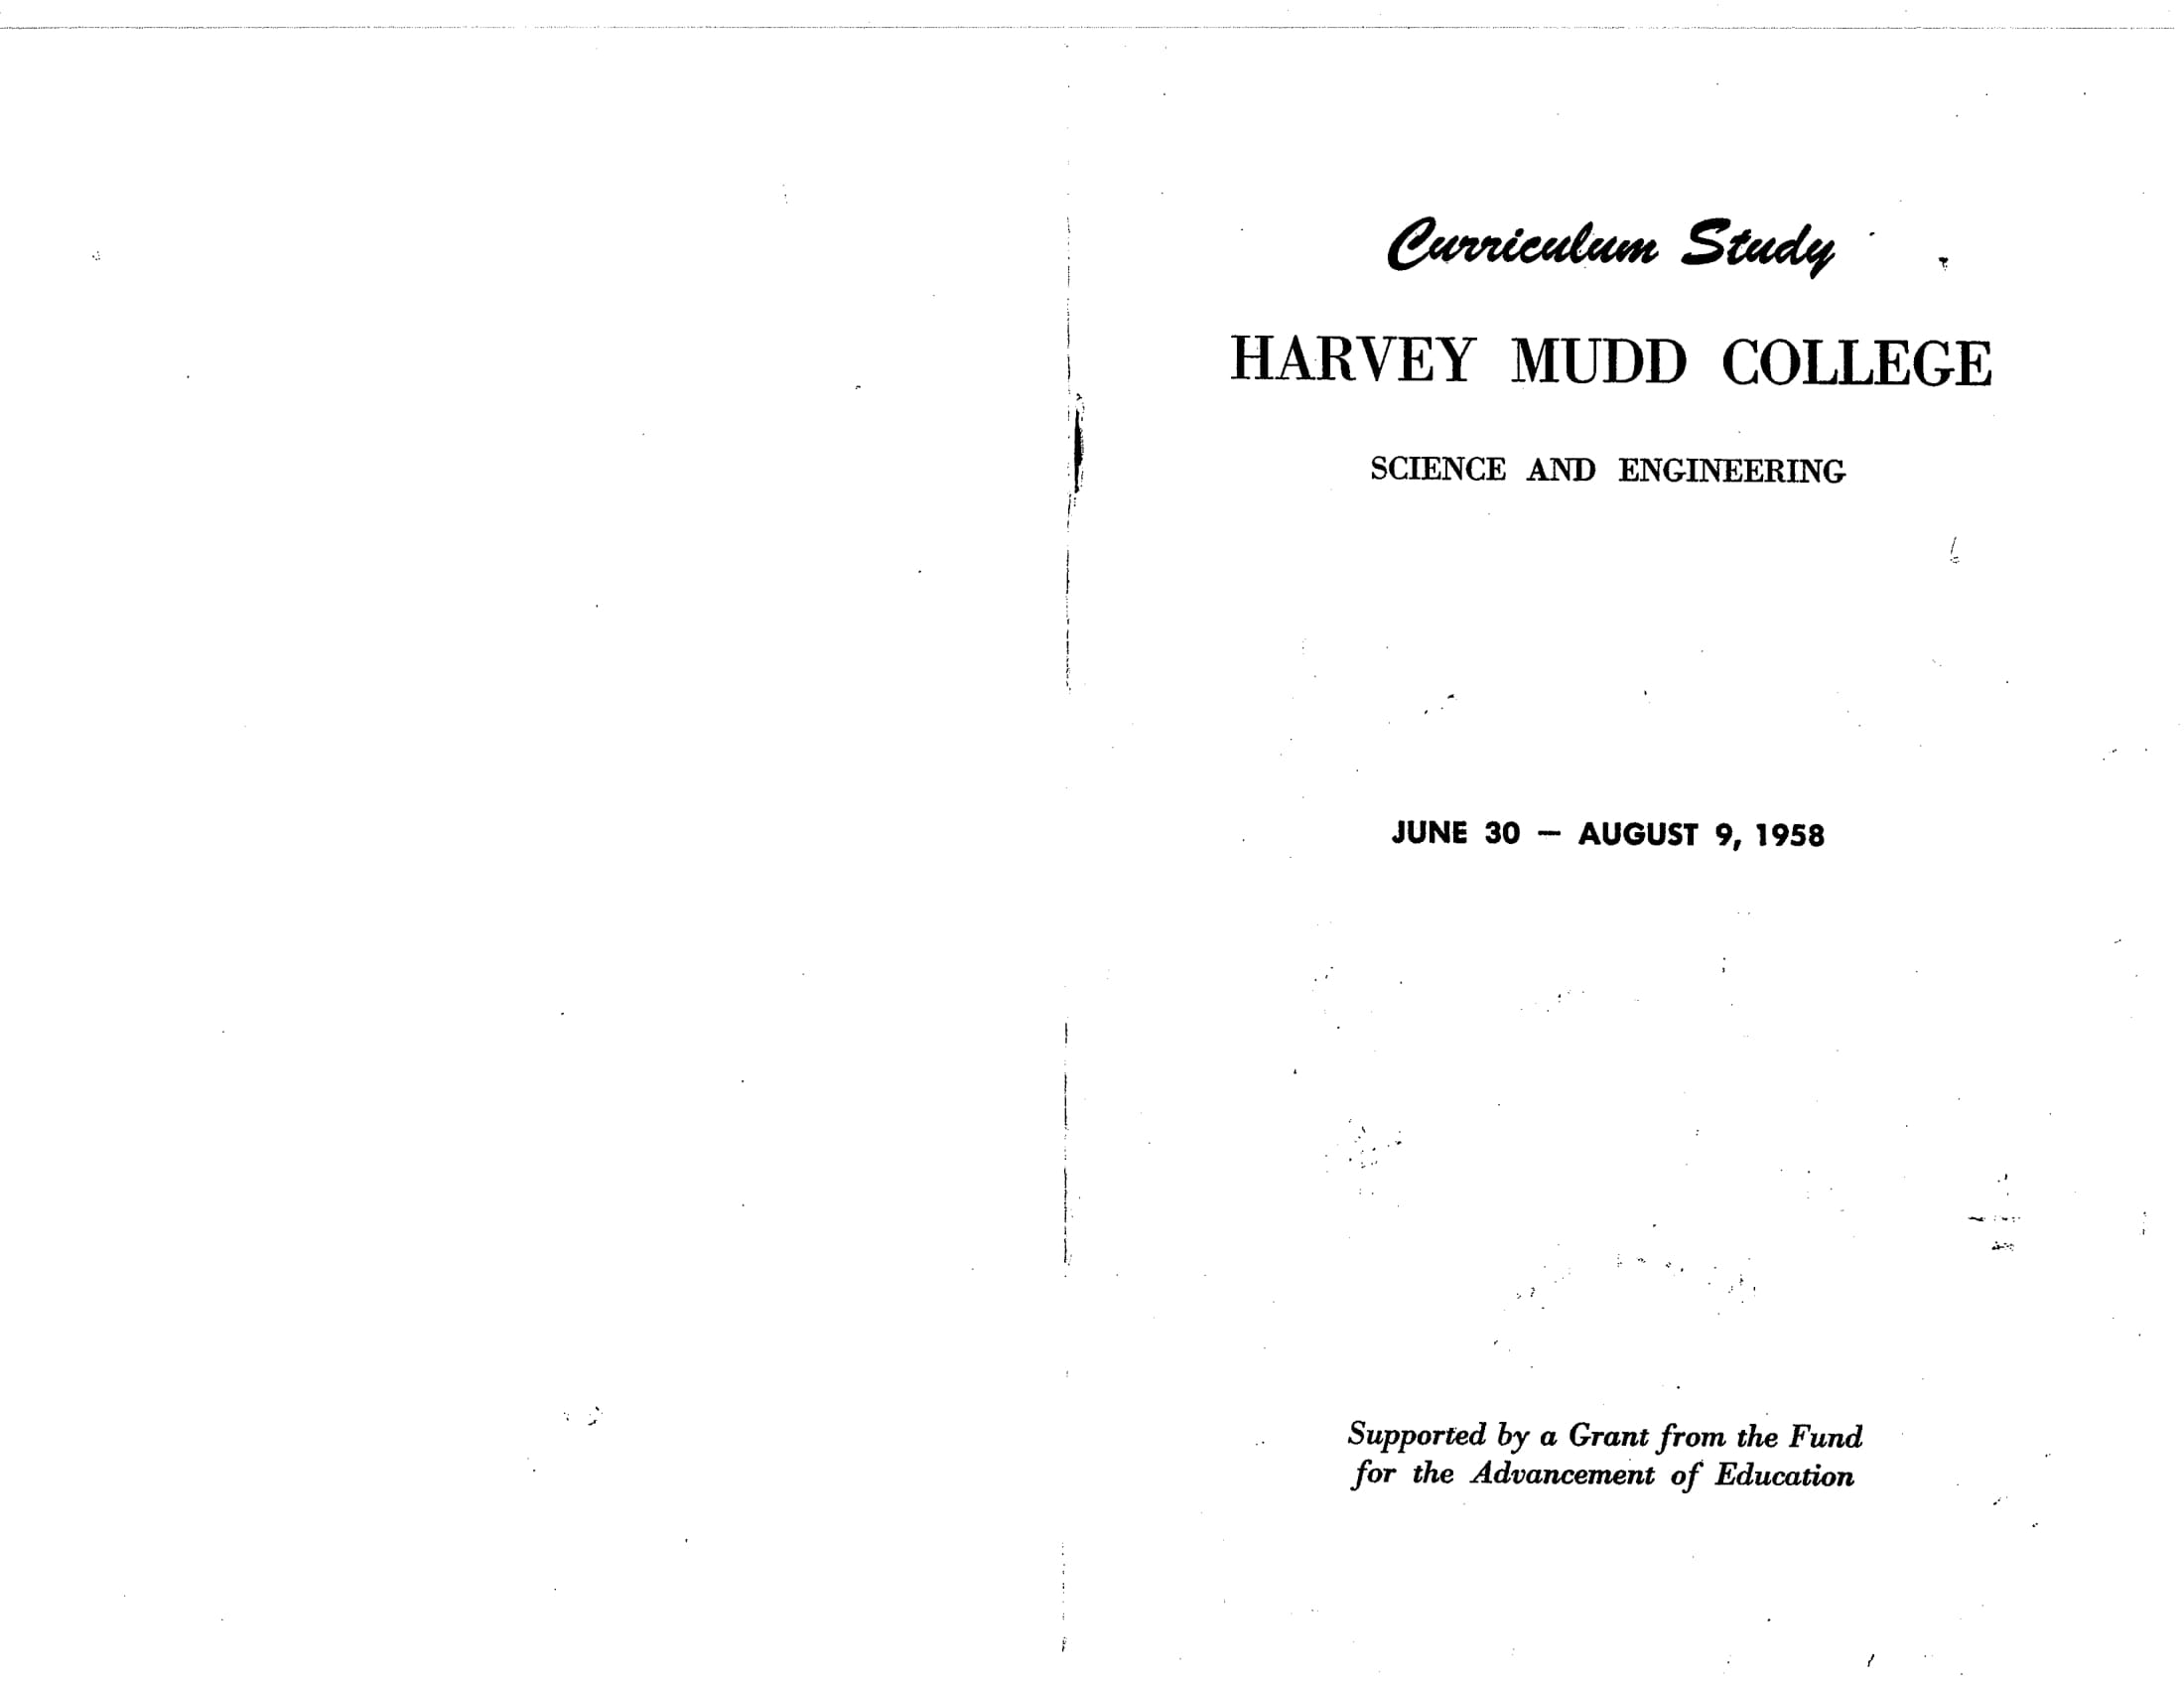 Curriculum Study
HARVEY MUDD COLLEGE
SCIENCE AND ENGINEERING
JUNE 30 — AUGUST 9, 1958
Supported by a Grant from the Fund
for the Advancement of Education